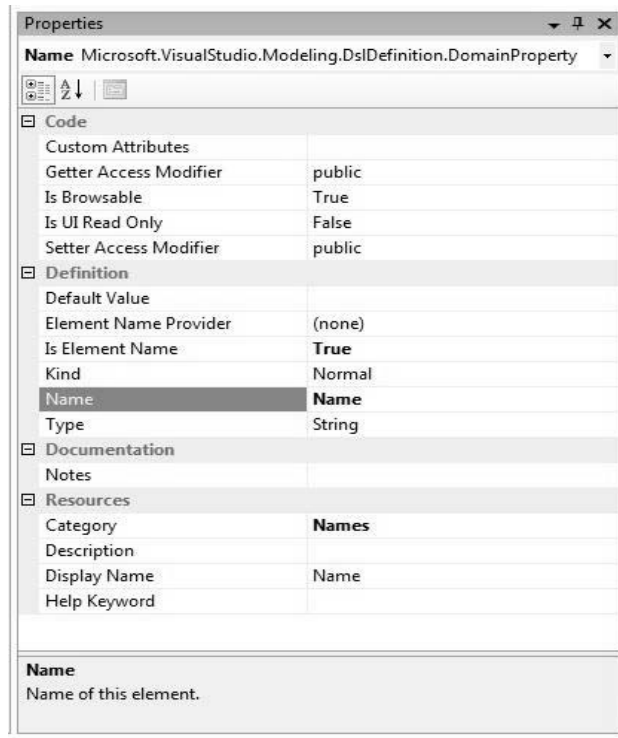 Properties
Name Microsoft.VisualStudio.Modeling.DslDefinition.DomainProperty
Code
Custom Attributes
Getter Access Modifier public
Is Browsable True
Is UI Read Only False
Setter Access Modifier public
Definition
Default Value
Element Name Provider (none)
Is Element Name True
Kind Normal
Name Name
Type String
Documentation
Notes
Resources
Category Names
Description
Display Name Name
Help Keyword
Name
Name of this element.